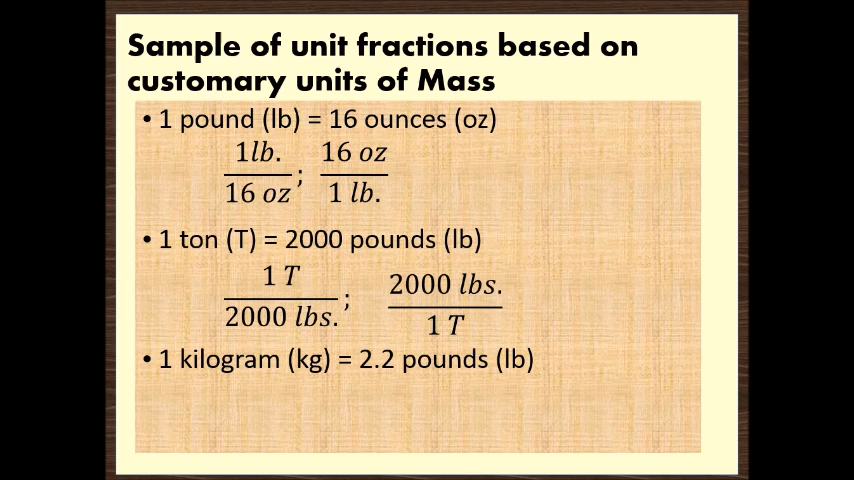 Sample of unit fractions based on
customary units of Mass
• 1 pound (lb) = 16 ounces (oz)
1lb. / 16 oz ; 16 oz / 1 lb.
• 1 ton (T) = 2000 pounds (lb)
1 T / 2000 lbs. ; 2000 lbs. / 1 T
• 1 kilogram (kg) = 2.2 pounds (lb)